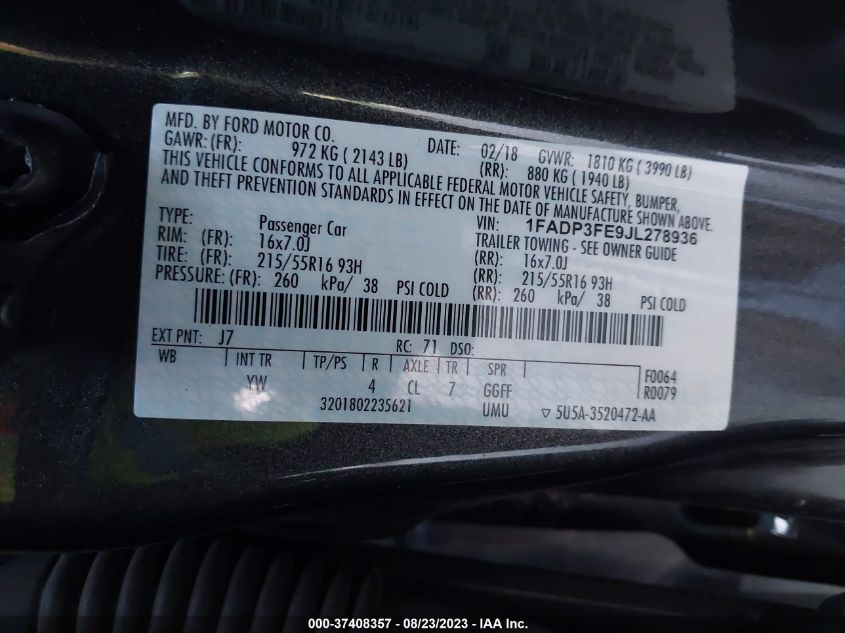 MFD. BY FORD MOTOR CO. DATE: 02/18 GVWR: 1810 KG ( 3990 LB)
GAWR: (FR): 972 KG ( 2143 LB) (RR): 880 KG ( 1940 LB)
THIS VEHICLE CONFORMS TO ALL APPLICABLE FEDERAL MOTOR VEHICLE SAFETY, BUMPER,
AND THEFT PREVENTION STANDARDS IN EFFECT ON THE DATE OF MANUFACTURE SHOWN ABOVE.
VIN: 1FADP3FE9JL278936
TYPE: Passenger Car TRAILER TOWING - SEE OWNER GUIDE
RIM: (FR): 16x7.0J (RR): 16x7.0J
TIRE: (FR): 215/55R16 93H (RR): 215/55R16 93H
PRESSURE: (FR): 260 kPa/ 38 PSI COLD (RR): 260 kPa/ 38 PSI COLD
EXT PNT: J7 RC: 71 DSO:
WB INT TR TP/PS R AXLE TR SPR F0064
YW 4 CL 7 GGFF R0079
3201802235621 UMU ▽ 5U5A-3520472-AA
000-37408357 - 08/23/2023 - IAA Inc.